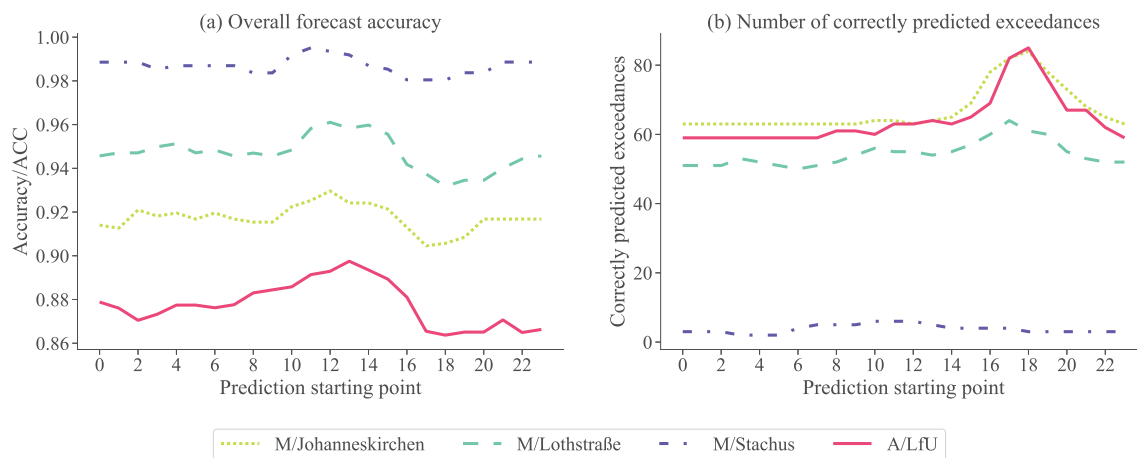 (a) Overall forecast accuracy
1.00
0.98
0.96
0.94
0.92
0.90
0.88
0.86
Accuracy/ACC
0 2 4 6 8 10 12 14 16 18 20 22
Prediction starting point
(b) Number of correctly predicted exceedances
80
60
40
20
0
Correctly predicted exceedances
0 2 4 6 8 10 12 14 16 18 20 22
Prediction starting point
M/Johanneskirchen M/Lothstraße M/Stachus A/LfU